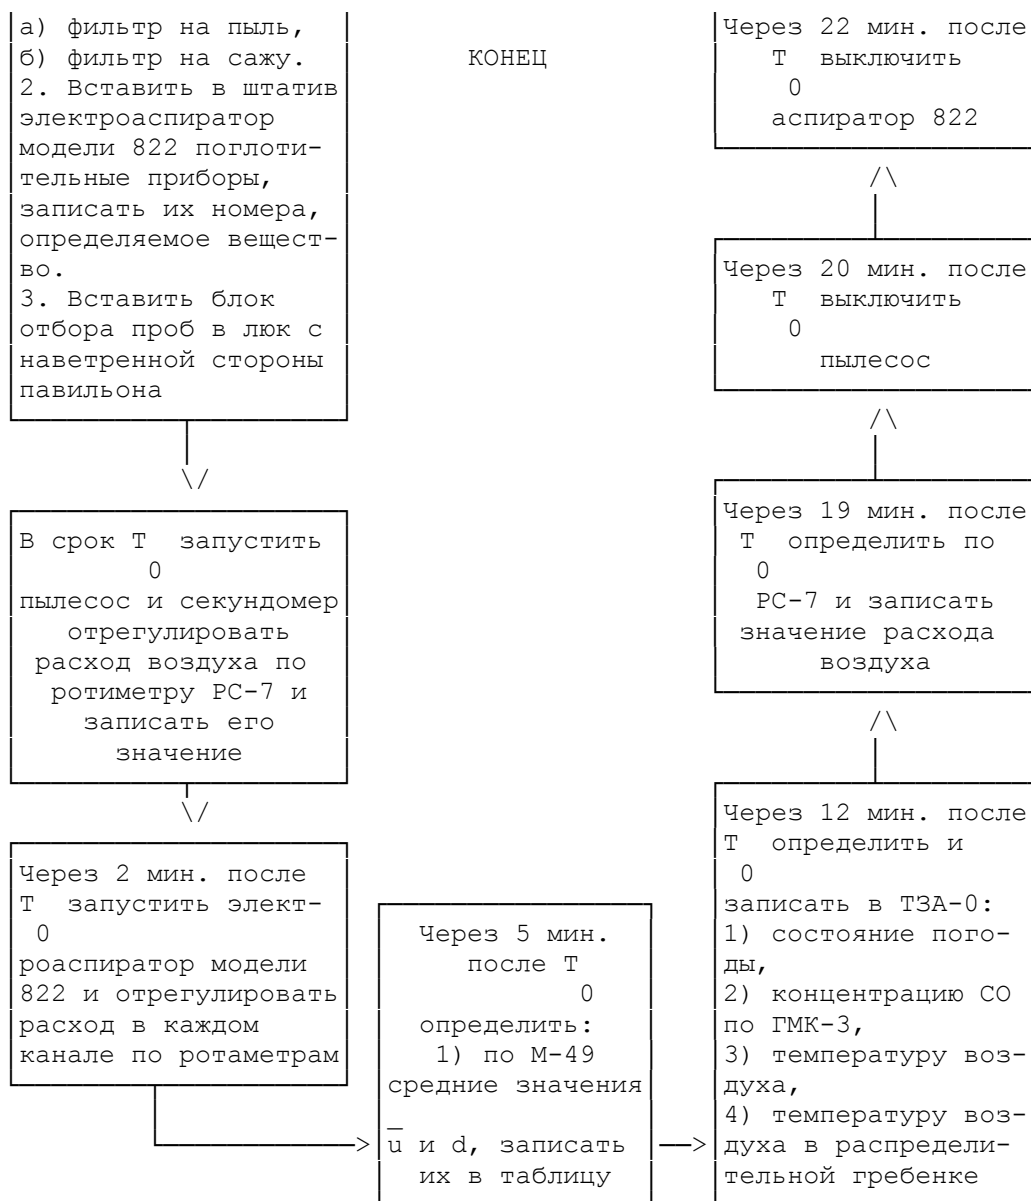 а) фильтр на пыль,
б) фильтр на сажу.
2. Вставить в штатив
электроаспиратор
модели 822 поглоти-
тельные приборы,
записать их номера,
определяемое вещест-
во.
3. Вставить блок
отбора проб в люк с
наветренной стороны
павильона
В срок Т запустить
0
пылесос и секундомер
отрегулировать
расход воздуха по
ротиметру РС-7 и
записать его
значение
Через 2 мин. после
Т запустить элект-
0
роаспиратор модели
822 и отрегулировать
расход в каждом
канале по ротаметрам
КОНЕЦ
Через 5 мин.
после Т
0
определить:
1) по М-49
средние значения
_
u и d, записать
их в таблицу
Через 22 мин. после
Т выключить
0
аспиратор 822
Через 20 мин. после
Т выключить
0
пылесос
Через 19 мин. после
Т определить по
0
РС-7 и записать
значение расхода
воздуха
Через 12 мин. после
Т определить и
0
записать в ТЗА-0:
1) состояние пого-
ды,
2) концентрацию СО
по ГМК-3,
3) температуру воз-
духа,
4) температуру воз-
духа в распредели-
тельной гребенке